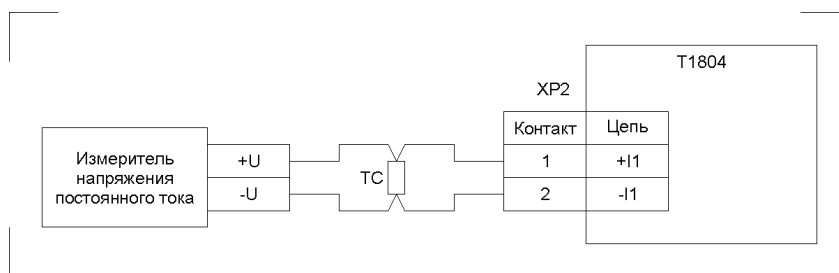 T1804
XP2
Контакт Цепь
Измеритель
напряжения
постоянного тока
+U
-U
TC
1 +I1
2 -I1